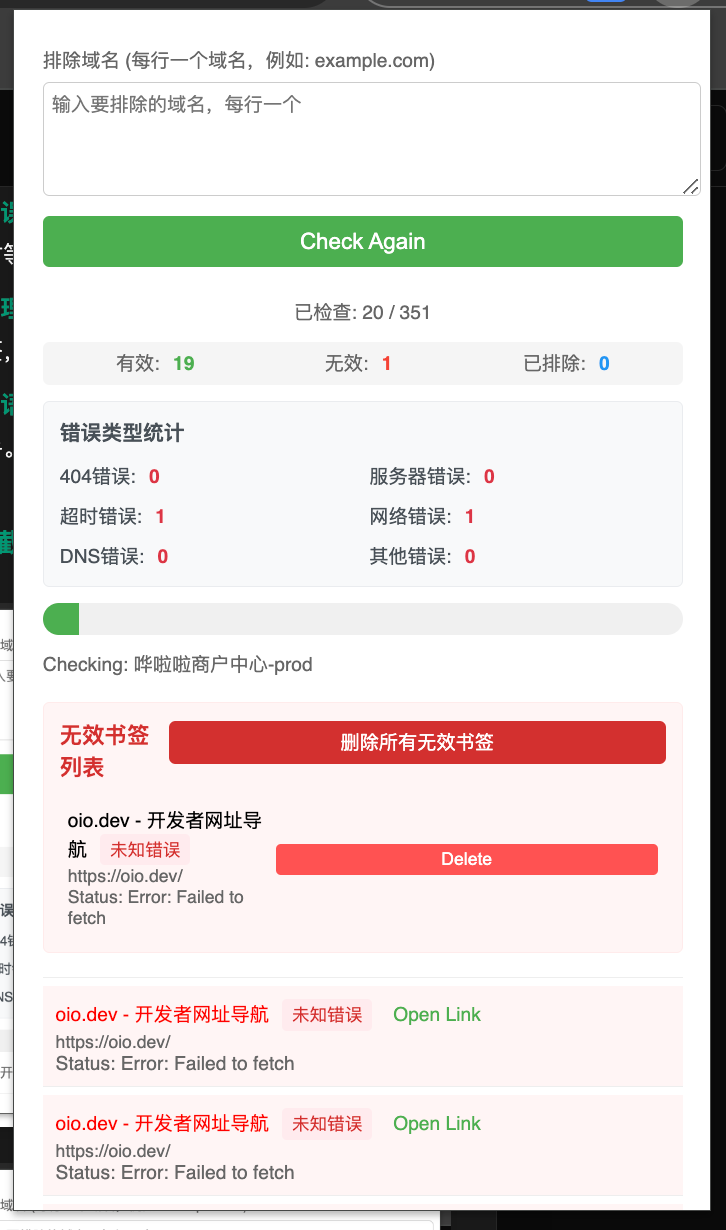 排除域名 (每行一个域名，例如: example.com)
输入要排除的域名，每行一个
Check Again
已检查: 20 / 351
有效: 19 无效: 1 已排除: 0
错误类型统计
404错误: 0 服务器错误: 0
超时错误: 1 网络错误: 1
DNS错误: 0 其他错误: 0
Checking: 哗啦啦商户中心-prod
无效书签
列表
删除所有无效书签
oio.dev - 开发者网址导
航 未知错误
https://oio.dev/
Status: Error: Failed to
fetch
Delete
oio.dev - 开发者网址导航 未知错误 Open Link
https://oio.dev/
Status: Error: Failed to fetch
oio.dev - 开发者网址导航 未知错误 Open Link
https://oio.dev/
Status: Error: Failed to fetch